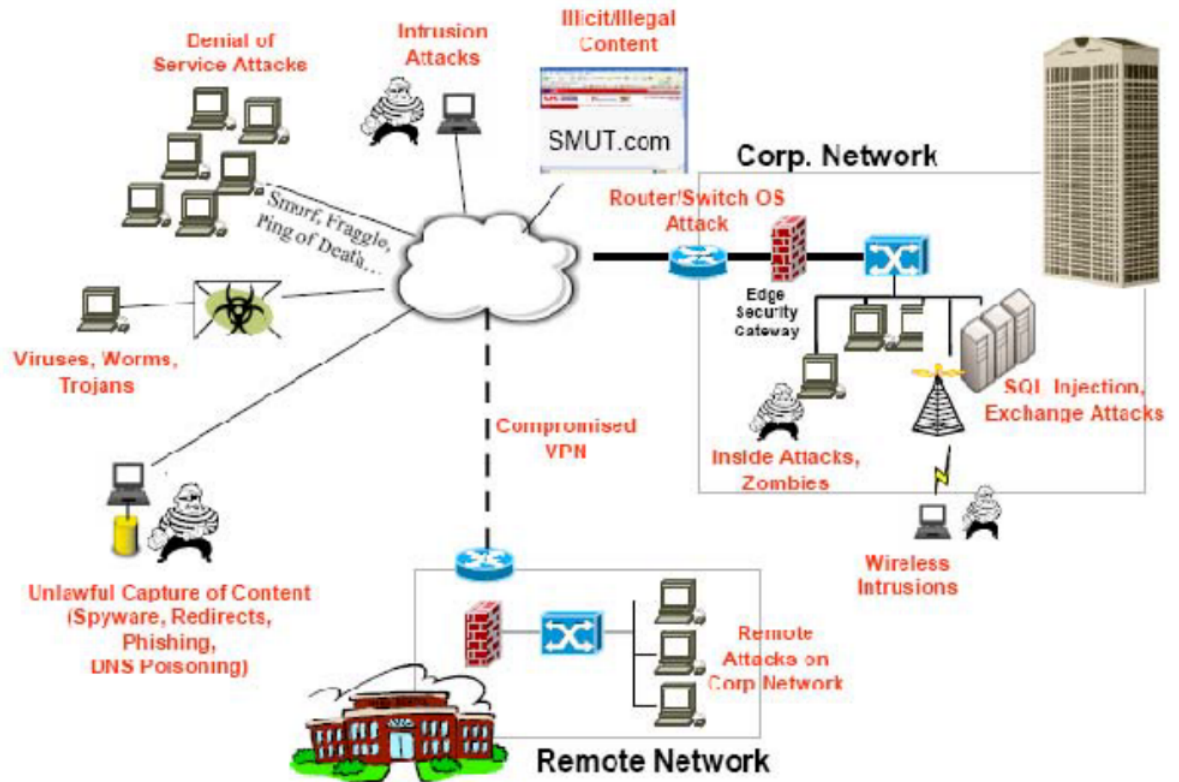 Denial of
Service Attacks
Intrusion
Attacks
Illicit/Illegal
Content
SMUT.com
Smurf, Fraggle,
Ping of Death...
Corp. Network
Router/Switch OS
Attack
Edge
Security
Gateway
Viruses, Worms,
Trojans
SQL Injection,
Exchange Attacks
Compromised
VPN
Inside Attacks,
Zombies
Wireless
Intrusions
Unlawful Capture of Content
(Spyware, Redirects,
Phishing,
DNS Poisoning)
Remote
Attacks on
Corp Network
Remote Network